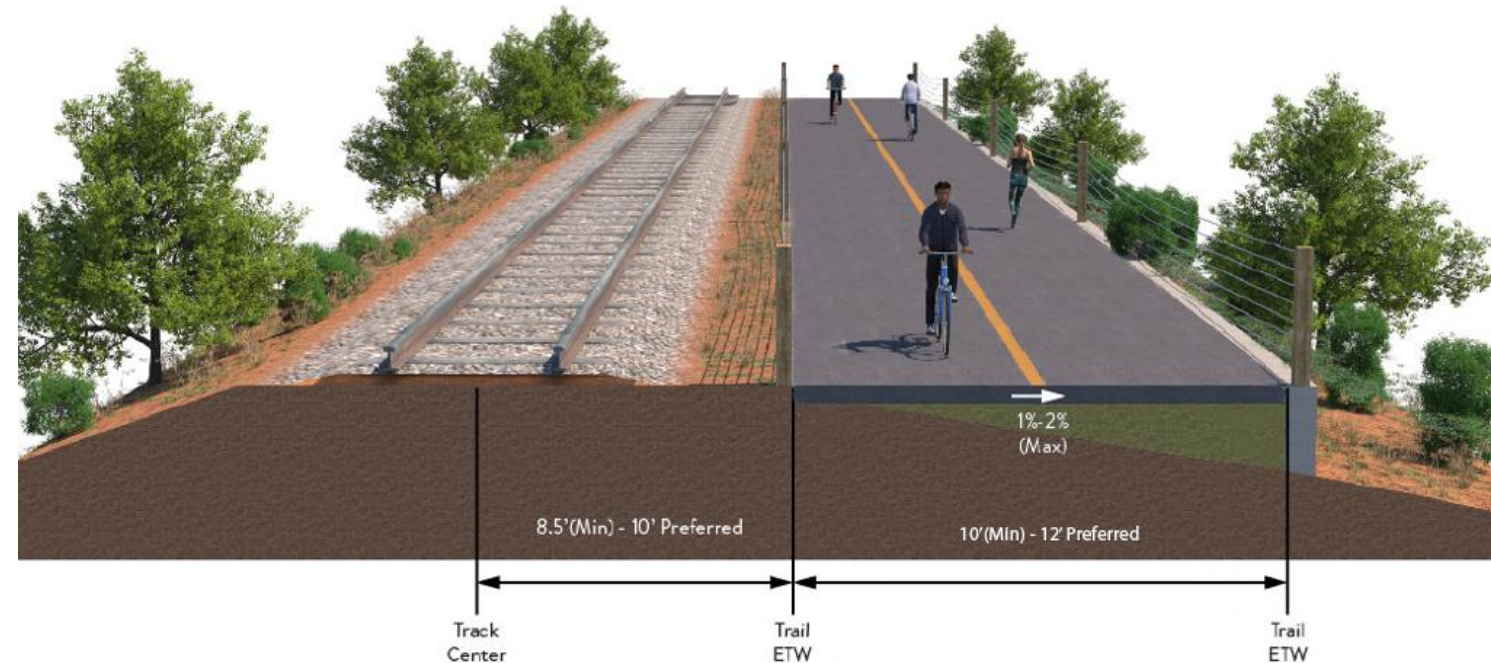 1%-2%
(Max)
8.5'(Min) - 10' Preferred
10'(Min) - 12' Preferred
Track
Center
Trail
ETW
Trail
ETW